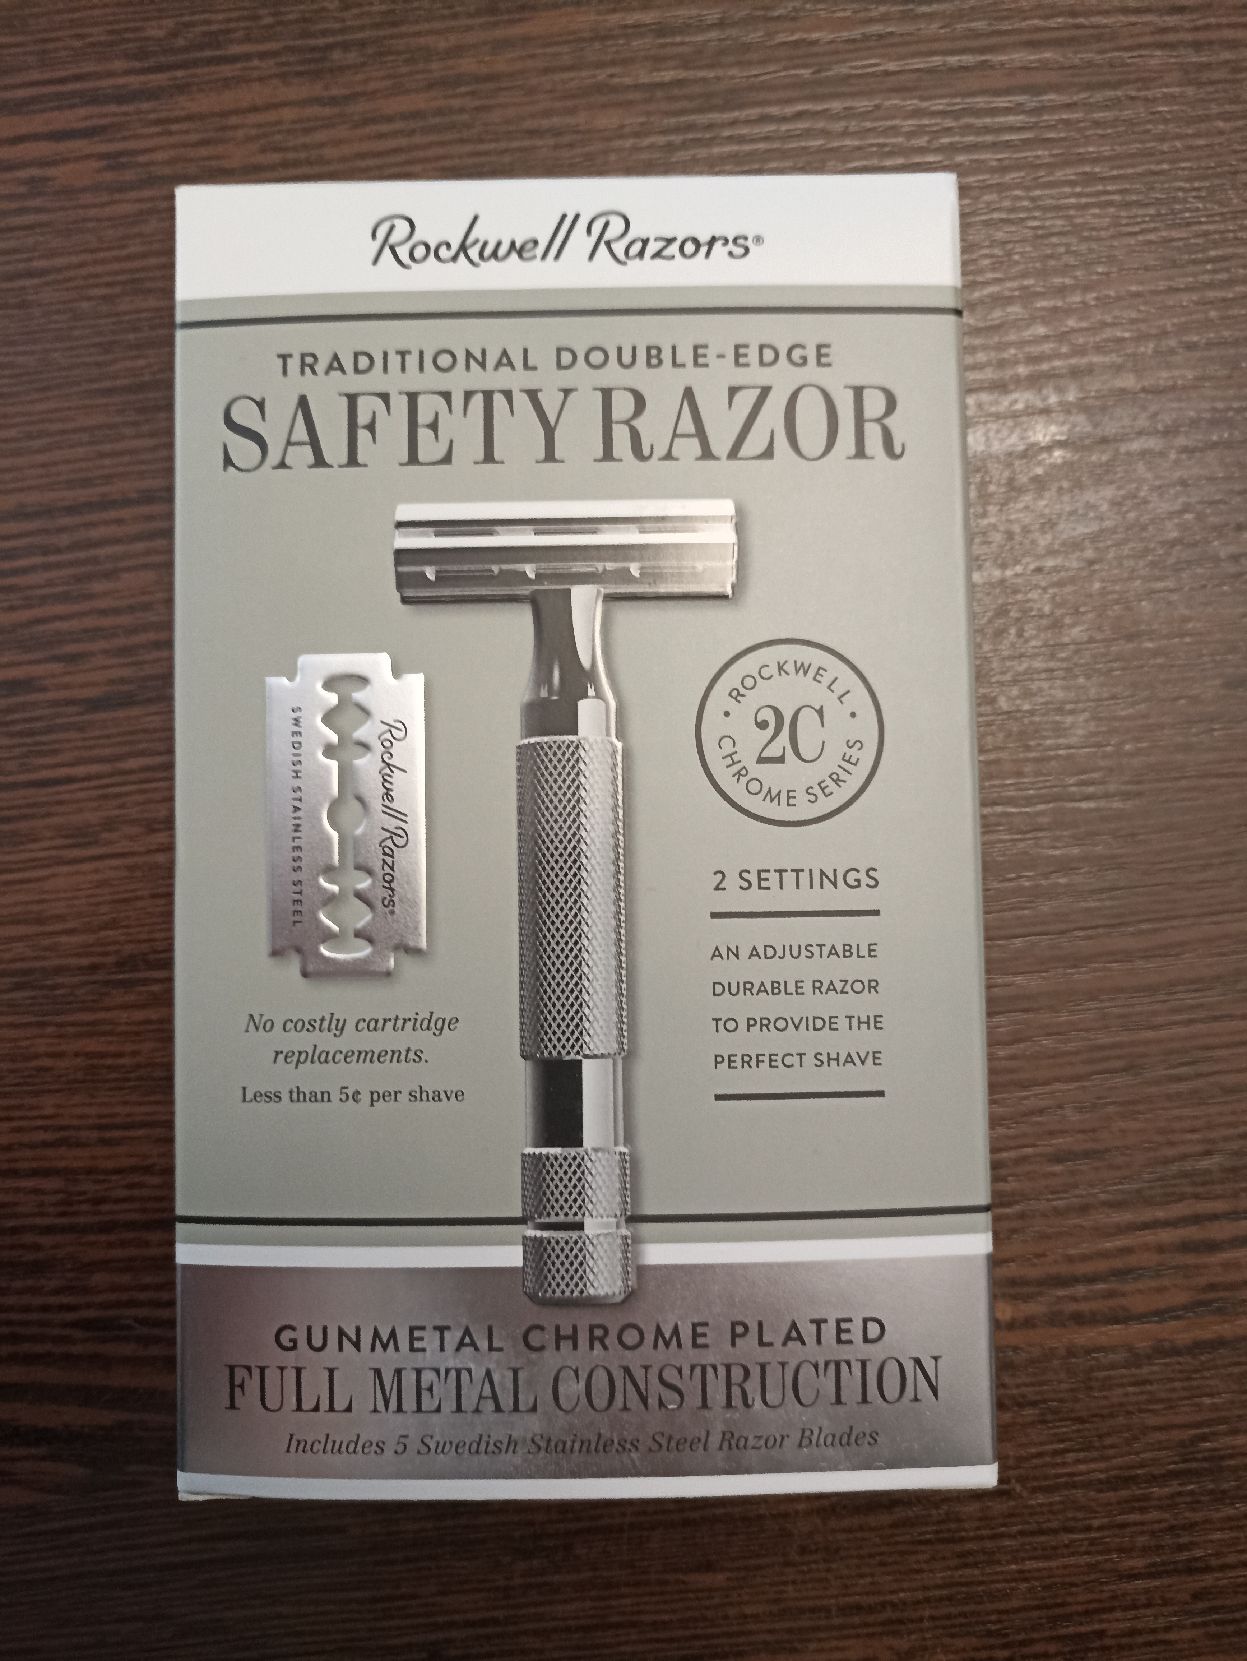 Rockwell Razors®
TRADITIONAL DOUBLE-EDGE
SAFETY RAZOR
Rockwell Razors®
SWEDISH STAINLESS STEEL
ROCKWELL
2C
CHROME SERIES
2 SETTINGS
AN ADJUSTABLE
DURABLE RAZOR
TO PROVIDE THE
PERFECT SHAVE
No costly cartridge
replacements.
Less than 5¢ per shave
GUNMETAL CHROME PLATED
FULL METAL CONSTRUCTION
Includes 5 Swedish Stainless Steel Razor Blades